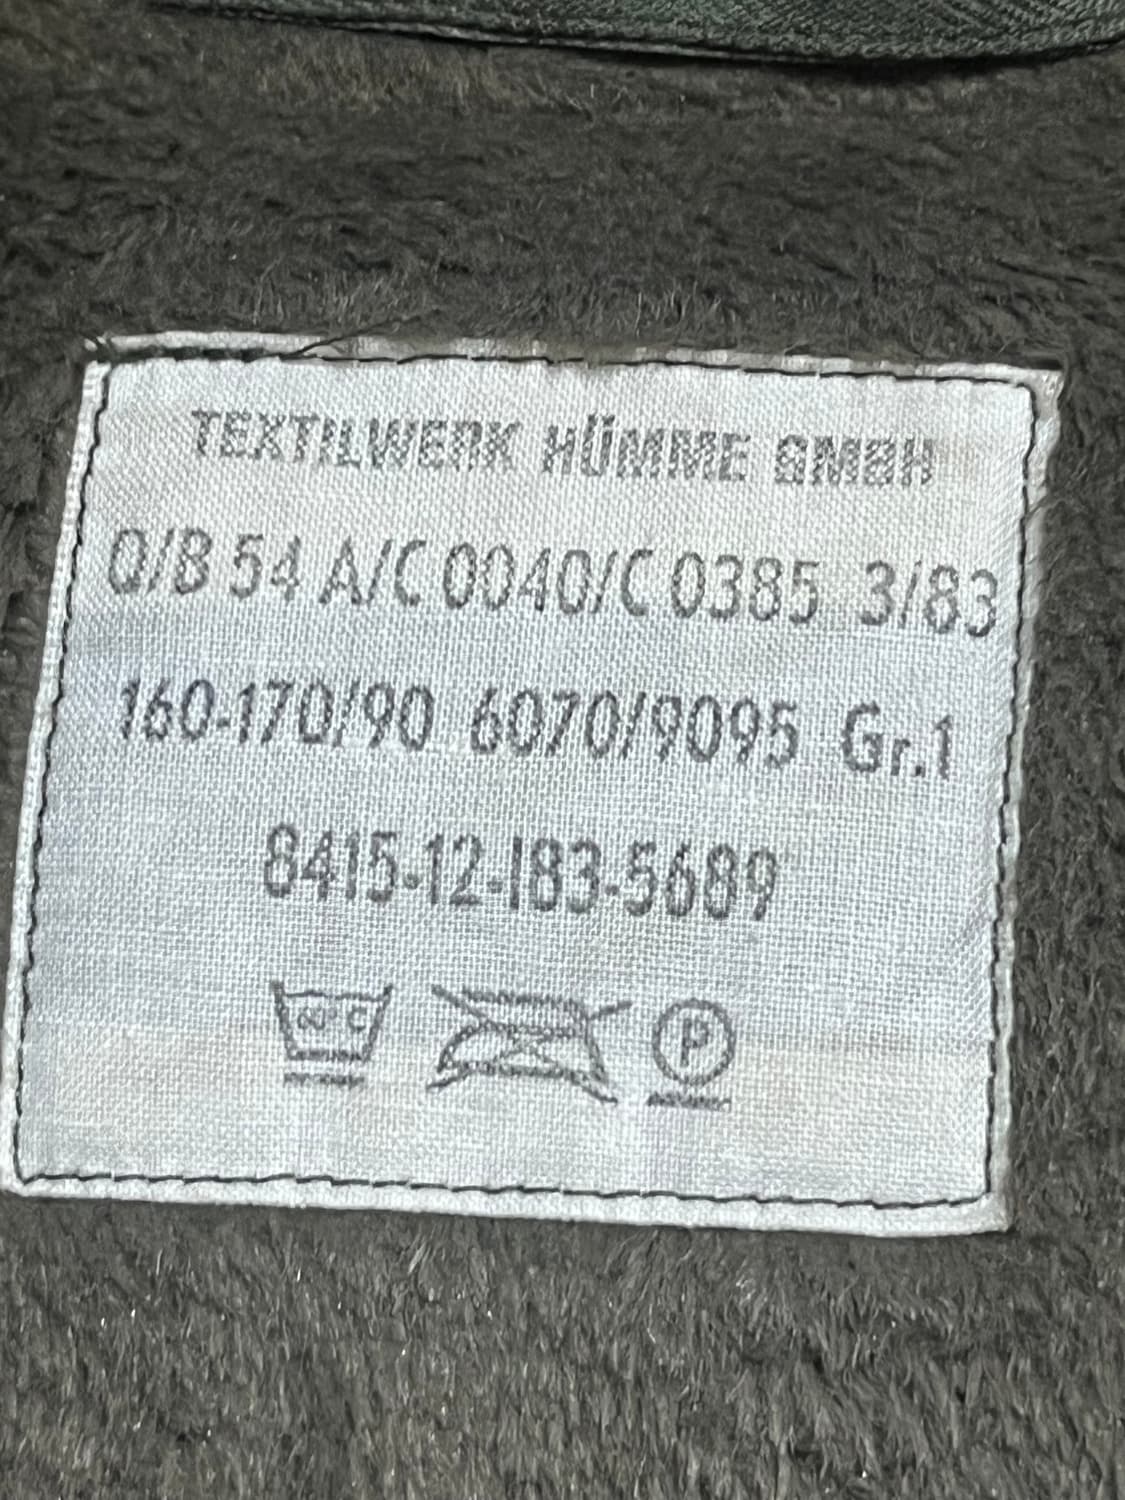 TEXTILWERK HÜMME GMBH
Q/B 54 A/C 0040/C 0385 3/83
160-170/90 6070/9095 Gr.1
8415-12-183-5689
60°C P